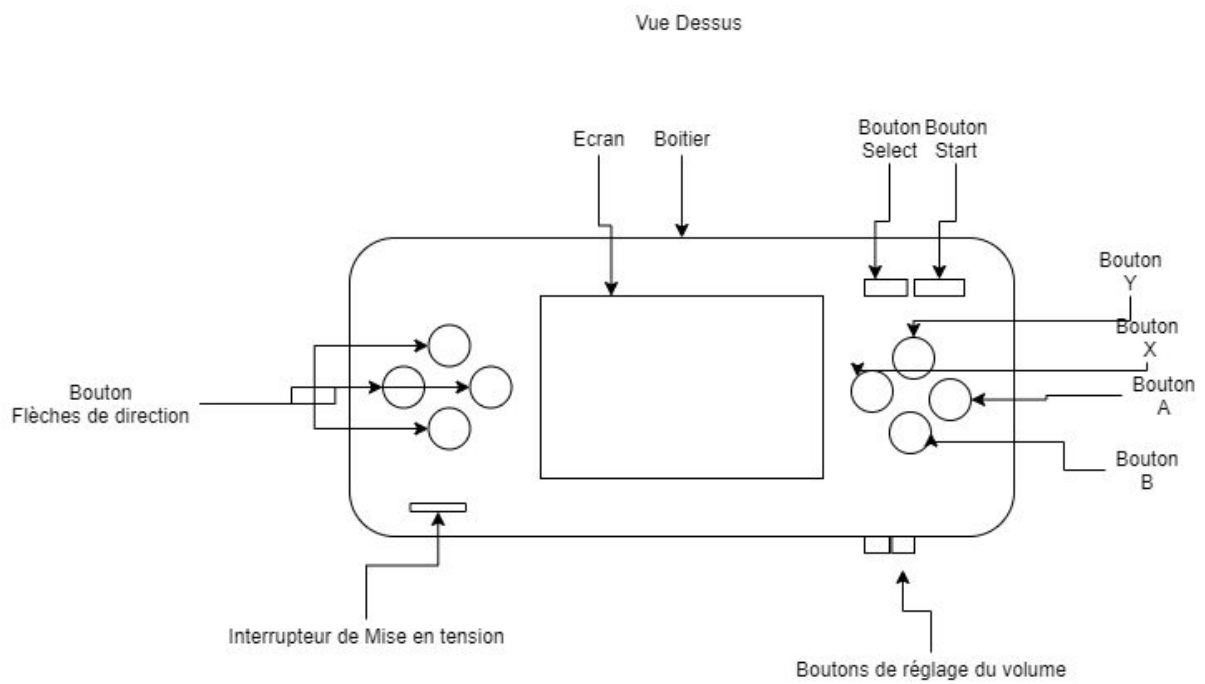 Vue Dessus
Ecran
Boitier
Bouton
Select
Bouton
Start
Bouton
Y
Bouton
X
Bouton
A
Bouton
B
Bouton
Flèches de direction
Interrupteur de Mise en tension
Boutons de réglage du volume